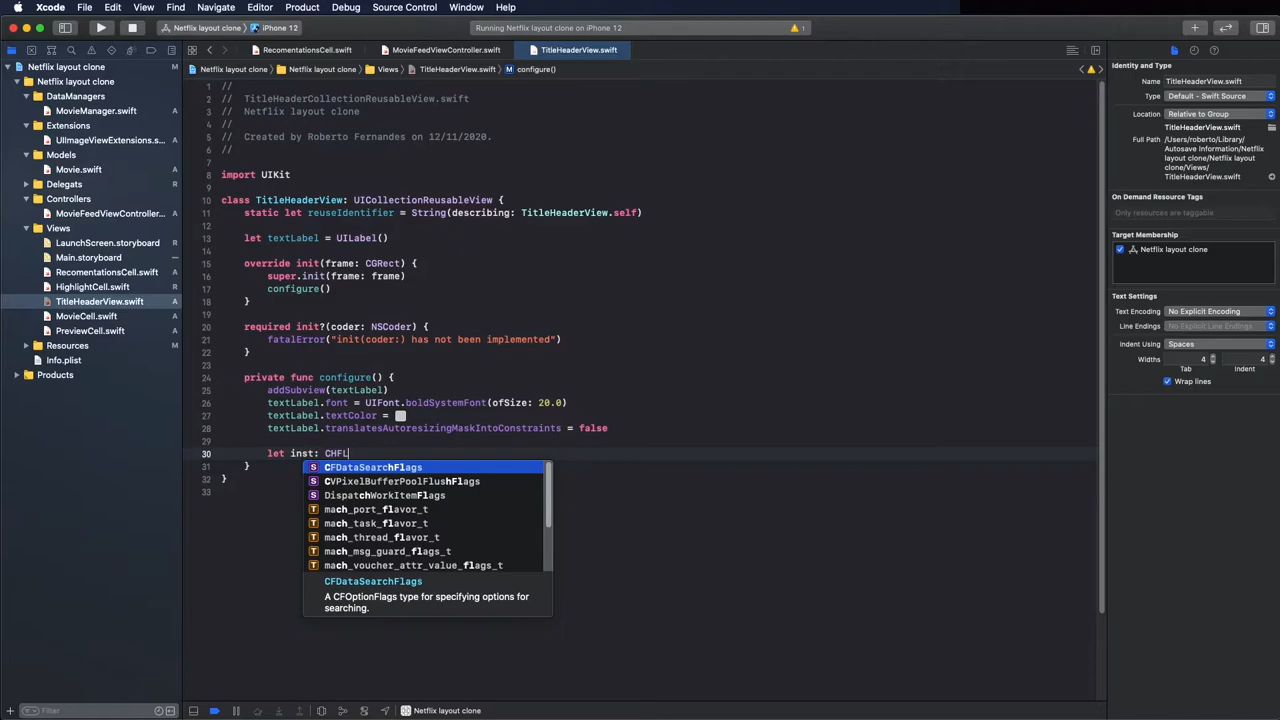 Xcode File Edit View Find Navigate Editor Product Debug Source Control Window Help
Netflix layout clone iPhone 12 Running Netflix layout clone on iPhone 12 1
RecomentationsCell.swift MovieFeedViewController.swift TitleHeaderView.swift
Netflix layout clone M
Netflix layout clone
DataManagers
MovieManager.swift A
Extensions
UIImageViewExtensions.s... A
Models
Movie.swift A
Delegats R
Controllers
MovieFeedViewController... A
Views
LaunchScreen.storyboard R
Main.storyboard —
RecomentationsCell.swift A
HighlightCell.swift A
TitleHeaderView.swift A
MovieCell.swift A
PreviewCell.swift A
Resources M
Info.plist
Products
Filter
Netflix layout clone Netflix layout clone Views TitleHeaderView.swift configure()
1 //
2 // TitleHeaderCollectionReusableView.swift
3 // Netflix layout clone
4 //
5 // Created by Roberto Fernandes on 12/11/2020.
6 //
7
8 import UIKit
9
10 class TitleHeaderView: UICollectionReusableView {
11 static let reuseIdentifier = String(describing: TitleHeaderView.self)
12
13 let textLabel = UILabel()
14
15 override init(frame: CGRect) {
16 super.init(frame: frame)
17 configure()
18 }
19
20 required init?(coder: NSCoder) {
21 fatalError("init(coder:) has not been implemented")
22 }
23
24 private func configure() {
25 addSubview(textLabel)
26 textLabel.font = UIFont.boldSystemFont(ofSize: 20.0)
27 textLabel.textColor =
28 textLabel.translatesAutoresizingMaskIntoConstraints = false
29
30 let inst: CHFL
31 }
32 }
33
S CFDataSearchFlags
S CVPixelBufferPoolFlushFlags
S DispatchWorkItemFlags
T mach_port_flavor_t
T mach_task_flavor_t
T mach_thread_flavor_t
T mach_msg_guard_flags_t
T mach_voucher_attr_value_flags_t
CFDataSearchFlags
A CFOptionFlags type for specifying options for
searching.
Netflix layout clone
Identity and Type
Name TitleHeaderView.swift
Type Default - Swift Source
Location Relative to Group
TitleHeaderView.swift
Full Path /Users/roberto/Library/
Autosave Information/Netflix
layout clone/Netflix layout
clone/Views/
TitleHeaderView.swift
On Demand Resource Tags
Only resources are taggable
Target Membership
Netflix layout clone
Text Settings
Text Encoding No Explicit Encoding
Line Endings No Explicit Line Endings
Indent Using Spaces
Widths 4 4
Tab Indent
Wrap lines